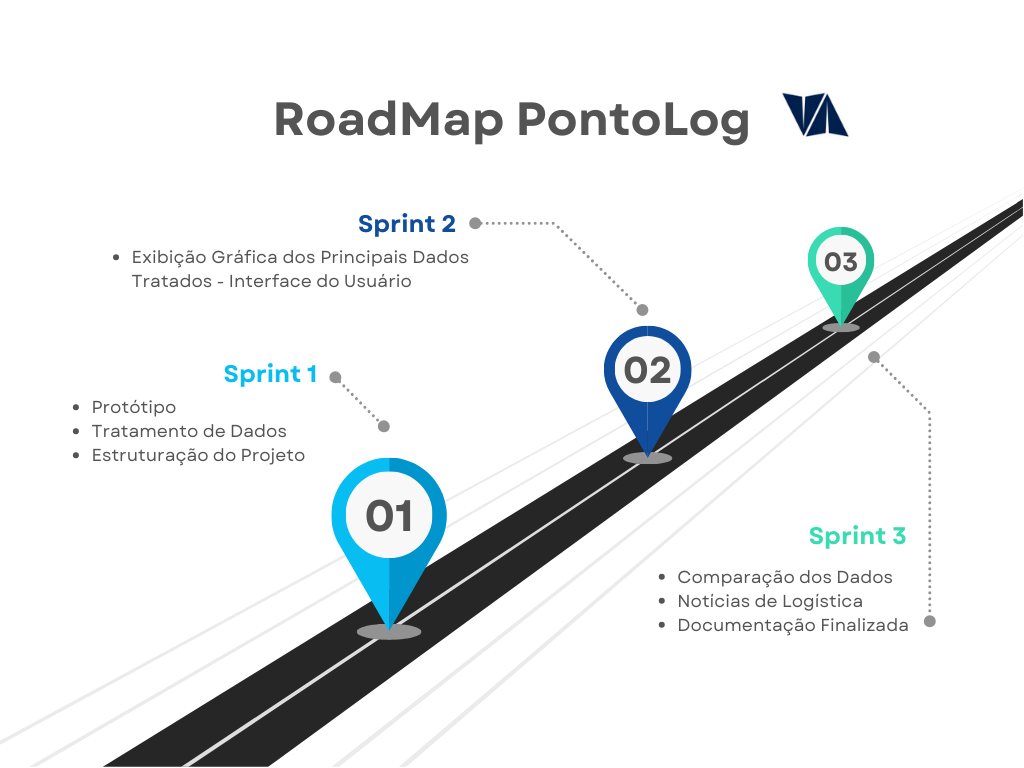 RoadMap PontoLog
Sprint 2
Exibição Gráfica dos Principais Dados
Tratados - Interface do Usuário
03
02
Sprint 1
Protótipo
Tratamento de Dados
Estruturação do Projeto
01
Sprint 3
Comparação dos Dados
Notícias de Logística
Documentação Finalizada